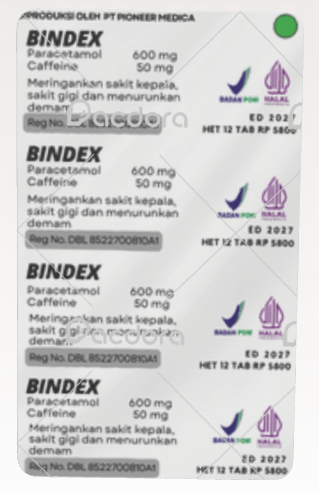 PRODUKSI OLEH PT PIONEER MEDICA
BINDEX
Paracetamol 600 mg
Caffeine 50 mg
Meringankan sakit kepala,
sakit gigi dan menurunkan
demam
BADAN POM HALAL
Reg No.
ED 2027
HET 12 TAB RP 5800
Dacdora
BINDEX
Paracetamol 600 mg
Caffeine 50 mg
Meringankan sakit kepala,
sakit gigi dan menurunkan
demam
BADAN POM HALAL
Reg No. DBL 8522700810A1
ED 2027
HET 12 TAB RP 5800
BINDEX
Paracetamol 600 mg
Caffeine 50 mg
Meringankan sakit kepala,
sakit gigi dan menurunkan
demam
BADAN POM HALAL
Reg No. DBL 8522700810A1
ED 2027
HET 12 TAB RP 5800
Dacdora
BINDEX
Paracetamol 600 mg
Caffeine 50 mg
Meringankan sakit kepala,
sakit gigi dan menurunkan
demam
BADAN POM HALAL
Reg No. DBL 8522700810A1
ED 2027
HET 12 TAB RP 5800